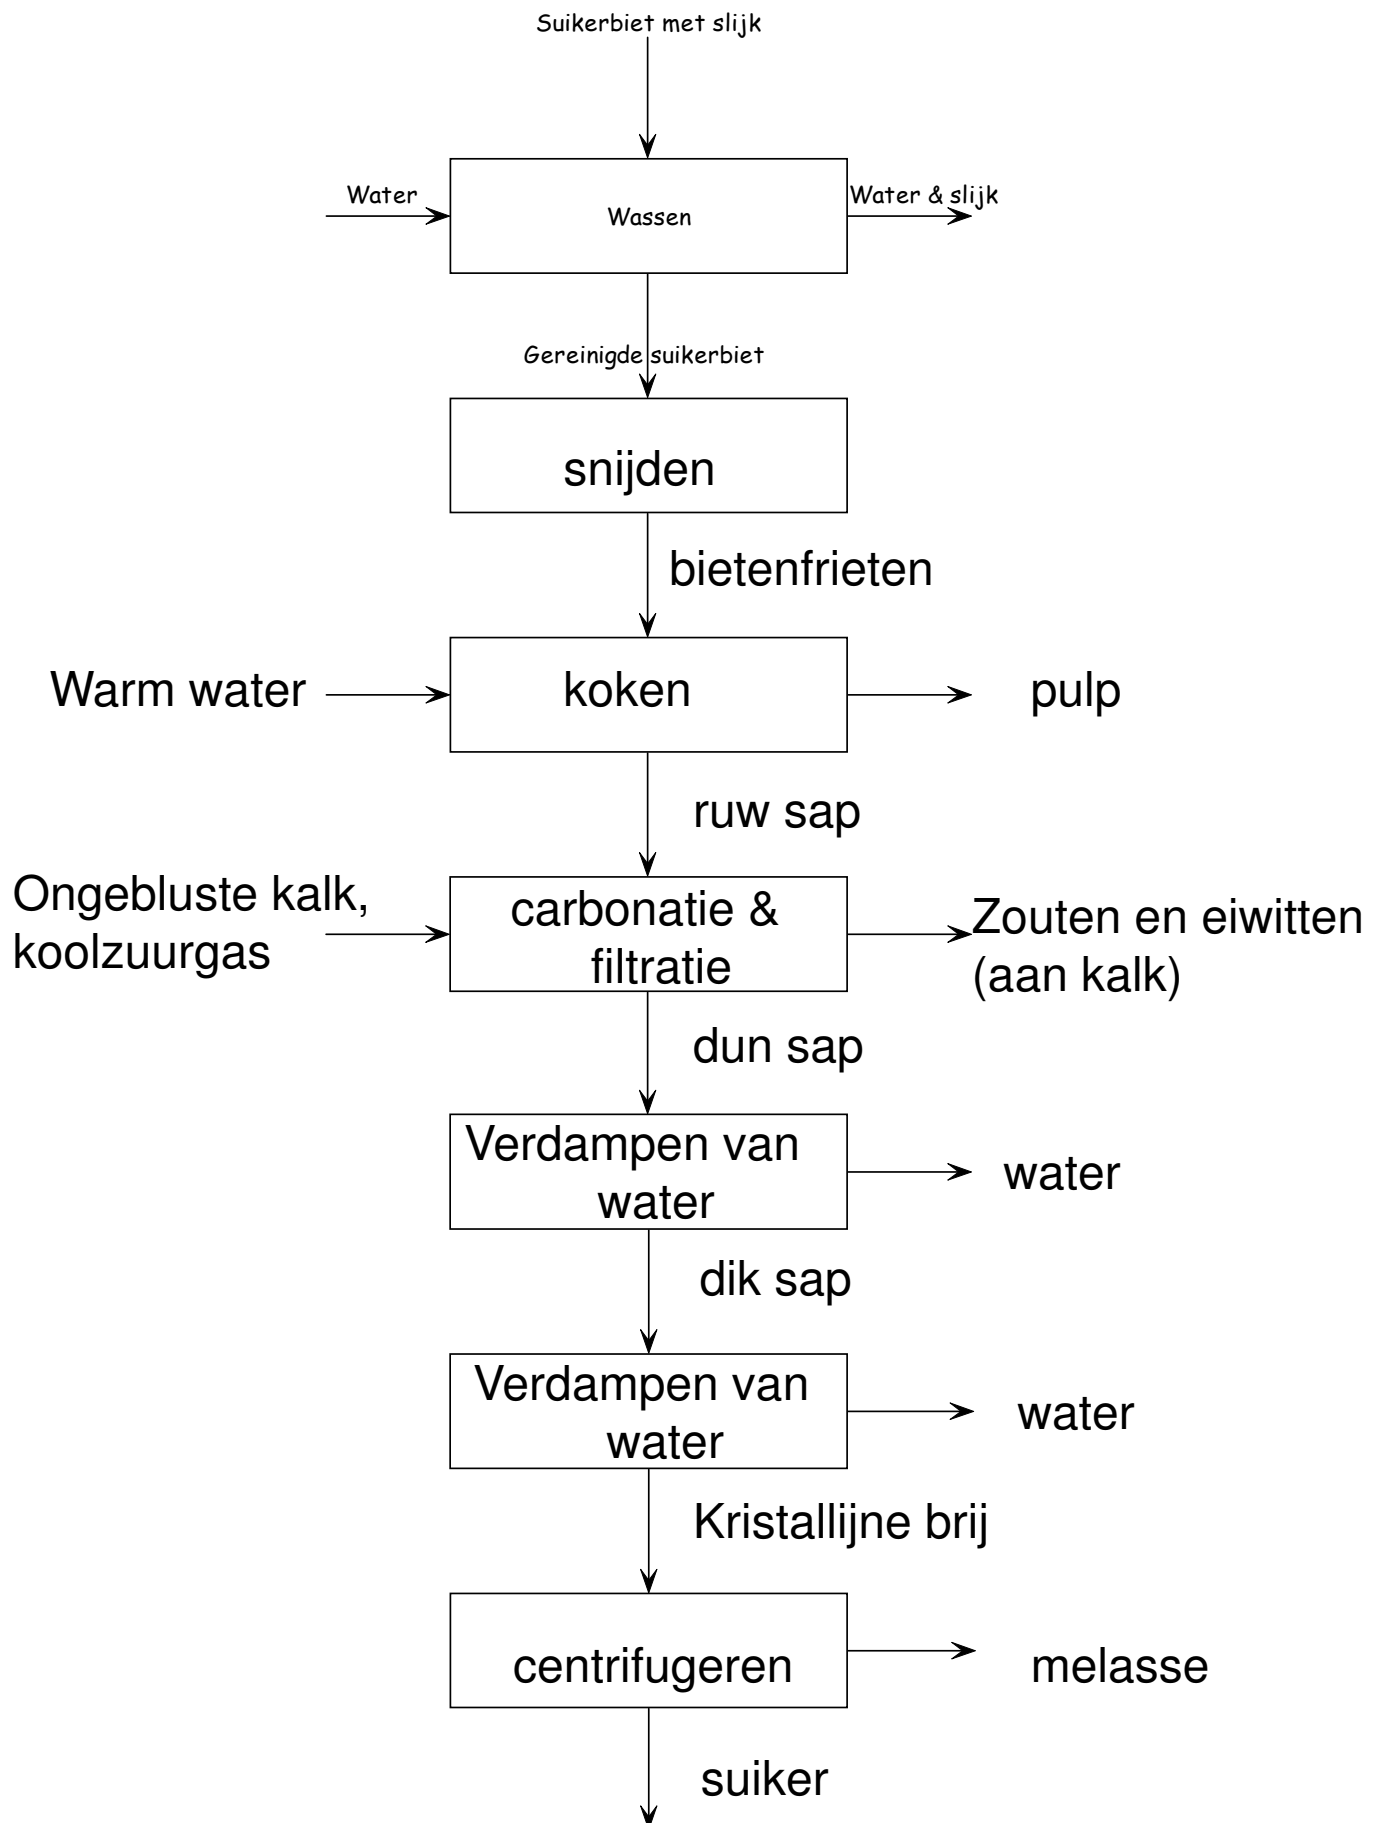 Suikerbiet met slijk
Water
Wassen
Water & slijk
Gereinigde suikerbiet
snijden
bietenfrieten
Warm water
koken
pulp
ruw sap
Ongebluste kalk,
koolzuurgas
carbonatie &
filtratie
Zouten en eiwitten
(aan kalk)
dun sap
Verdampen van
water
water
dik sap
Verdampen van
water
water
Kristallijne brij
centrifugeren
melasse
suiker